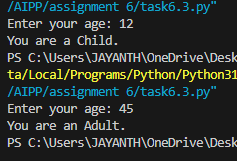 /AIPP/assignment 6/task6.3.py"
Enter your age: 12
You are a Child.
PS C:\Users\JAYANTH\OneDrive\Desk
ta/Local/Programs/Python/Python31
/AIPP/assignment 6/task6.3.py"
Enter your age: 45
You are an Adult.
PS C:\Users\JAYANTH\OneDrive\Desk